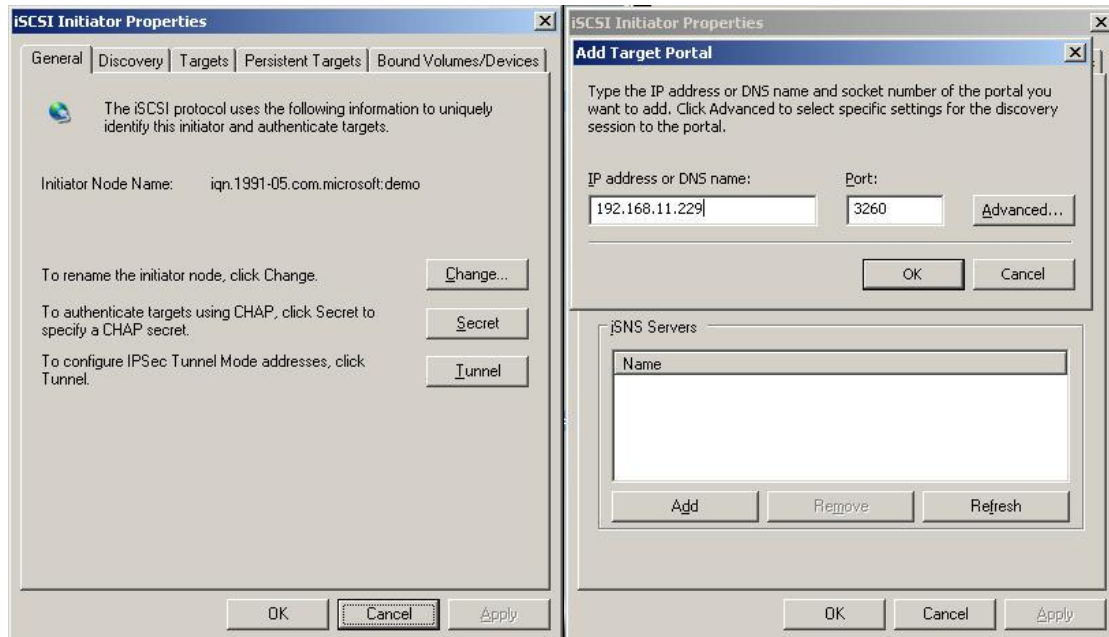 iSCSI Initiator Properties
General
Discovery
Targets
Persistent Targets
Bound Volumes/Devices
The iSCSI protocol uses the following information to uniquely
identify this initiator and authenticate targets.
Initiator Node Name:
iqn.1991-05.com.microsoft:demo
To rename the initiator node, click Change.
Change...
To authenticate targets using CHAP, click Secret to
specify a CHAP secret.
Secret
To configure IPSec Tunnel Mode addresses, click
Tunnel.
Tunnel
OK
Cancel
Apply
iSCSI Initiator Properties
Add Target Portal
Type the IP address or DNS name and socket number of the portal you
want to add. Click Advanced to select specific settings for the discovery
session to the portal.
IP address or DNS name:
Port:
192.168.11.229
3260
Advanced...
OK
Cancel
iSNS Servers
Name
Add
Remove
Refresh
OK
Cancel
Apply